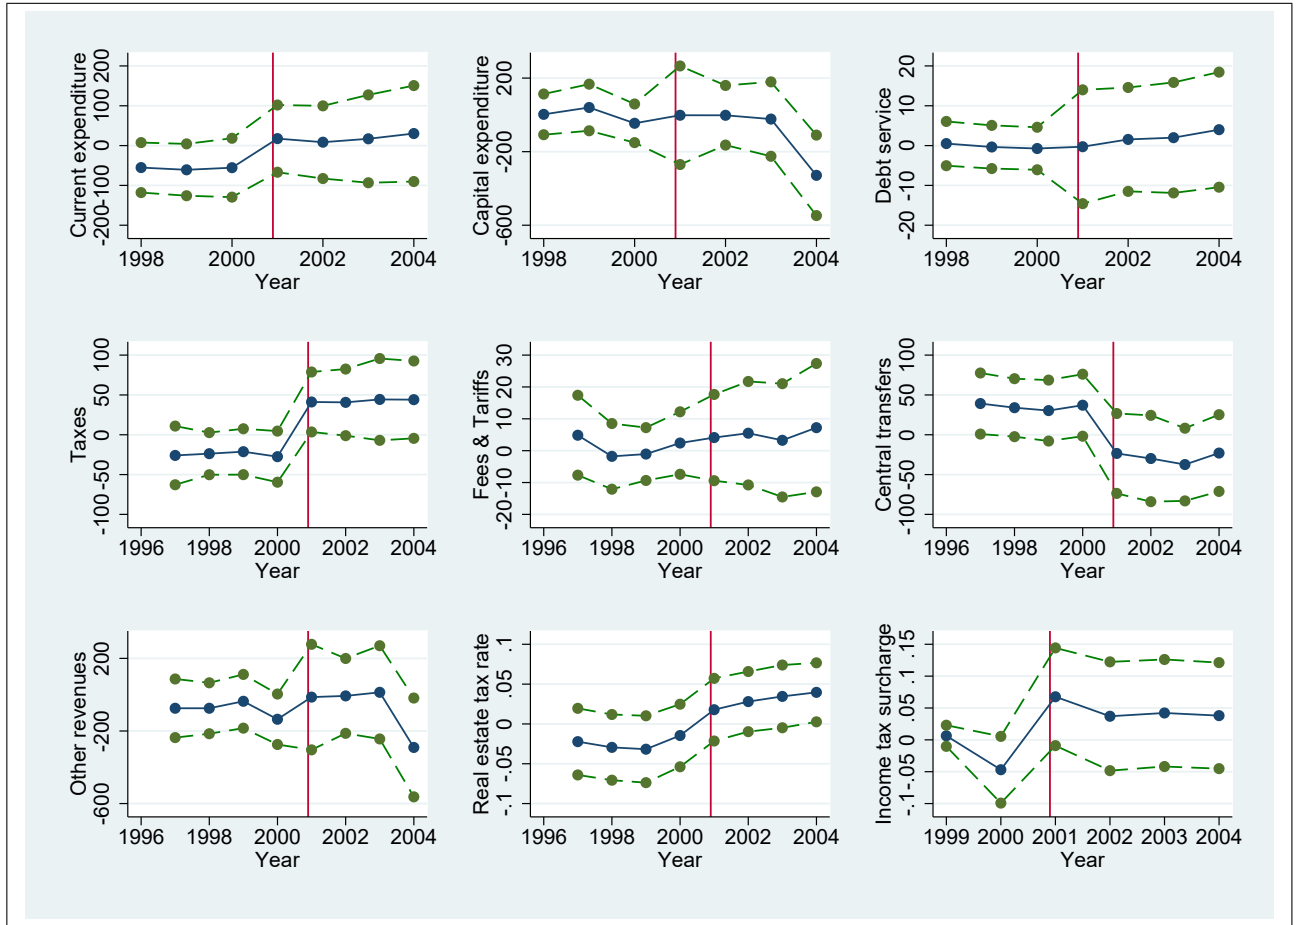 Current expenditure
-200 -100 0 100 200
1998 2000 2002 2004
Year
Capital expenditure
-600 -200 200
1998 2000 2002 2004
Year
Debt service
-20 -10 0 10 20
1998 2000 2002 2004
Year
Taxes
-100 -50 0 50 100
1996 1998 2000 2002 2004
Year
Fees & Tariffs
-20 -10 0 10 20 30
1996 1998 2000 2002 2004
Year
Central transfers
-100 -50 0 50 100
1996 1998 2000 2002 2004
Year
Other revenues
-600 -200 200
1996 1998 2000 2002 2004
Year
Real estate tax rate
-.1 -.05 0 .05 .1
1996 1998 2000 2002 2004
Year
Income tax surcharge
-.1 -.05 0 .05 .1 .15
1999 2000 2001 2002 2003 2004
Year